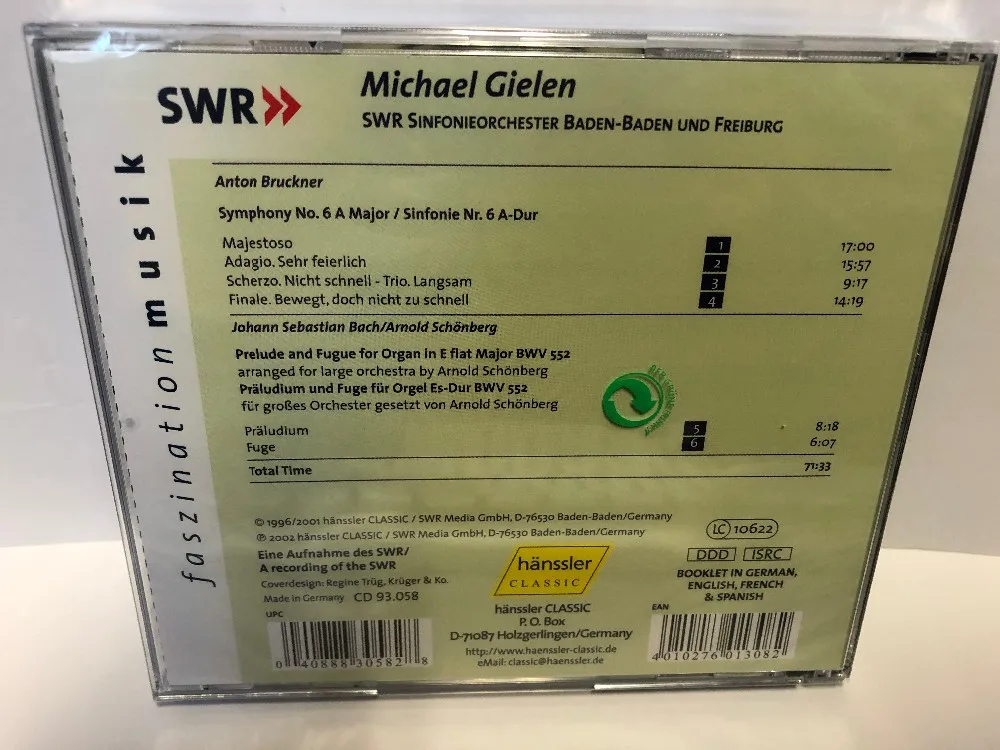 SWR
Michael Gielen
SWR SINFONIEORCHESTER BADEN-BADEN UND FREIBURG
faszination musik
Anton Bruckner
Symphony No. 6 A Major / Sinfonie Nr. 6 A-Dur
Majestoso 1 17:00
Adagio. Sehr feierlich 2 15:57
Scherzo. Nicht schnell - Trio. Langsam 3 9:17
Finale. Bewegt, doch nicht zu schnell 4 14:19
Johann Sebastian Bach/Arnold Schönberg
Prelude and Fugue for Organ in E flat Major BWV 552
arranged for large orchestra by Arnold Schönberg
Präludium und Fuge für Orgel Es-Dur BWV 552
für großes Orchester gesetzt von Arnold Schönberg
DER GRÜNE PUNKT
Präludium 5 8:18
Fuge 6 6:07
Total Time 71:33
© 1996/2001 hänssler CLASSIC / SWR Media GmbH, D-76530 Baden-Baden/Germany
℗ 2002 hänssler CLASSIC / SWR Media GmbH, D-76530 Baden-Baden/Germany
Eine Aufnahme des SWR/
A recording of the SWR
Coverdesign: Regine Trüg, Krüger & Ko.
Made in Germany CD 93.058
hänssler
CLASSIC
hänssler CLASSIC
P. O. Box
D-71087 Holzgerlingen/Germany
http://www.haenssler-classic.de
eMail: classic@haenssler.de
LC 10622
DDD ISRC
BOOKLET IN GERMAN,
ENGLISH, FRENCH
& SPANISH
UPC
0 40888 30582 8
EAN
4 010276 013082